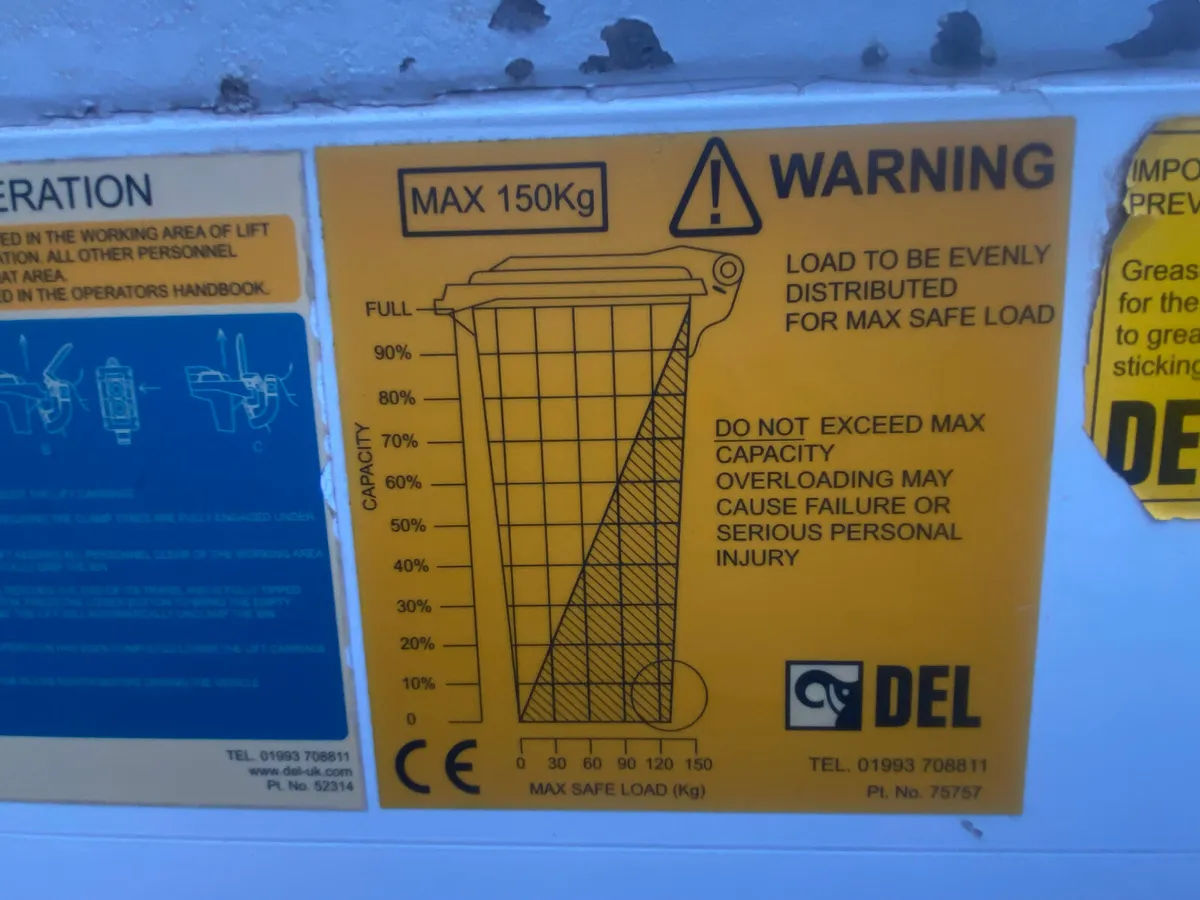 ERATION
ED IN THE WORKING AREA OF LIFT
ATION. ALL OTHER PERSONNEL
AT AREA.
ED IN THE OPERATORS HANDBOOK.
B
C
TEL. 01993 708811
www.del-uk.com
Pt. No. 52314
MAX 150Kg
WARNING
LOAD TO BE EVENLY
DISTRIBUTED
FOR MAX SAFE LOAD
CAPACITY
FULL
90%
80%
70%
60%
50%
40%
30%
20%
10%
0
DO NOT EXCEED MAX
CAPACITY
OVERLOADING MAY
CAUSE FAILURE OR
SERIOUS PERSONAL
INJURY
DEL
CE
0 30 60 90 120 150
MAX SAFE LOAD (Kg)
TEL. 01993 708811
Pt. No. 75757
IMPO
PREV
Greas
for the
to grea
sticking
DE